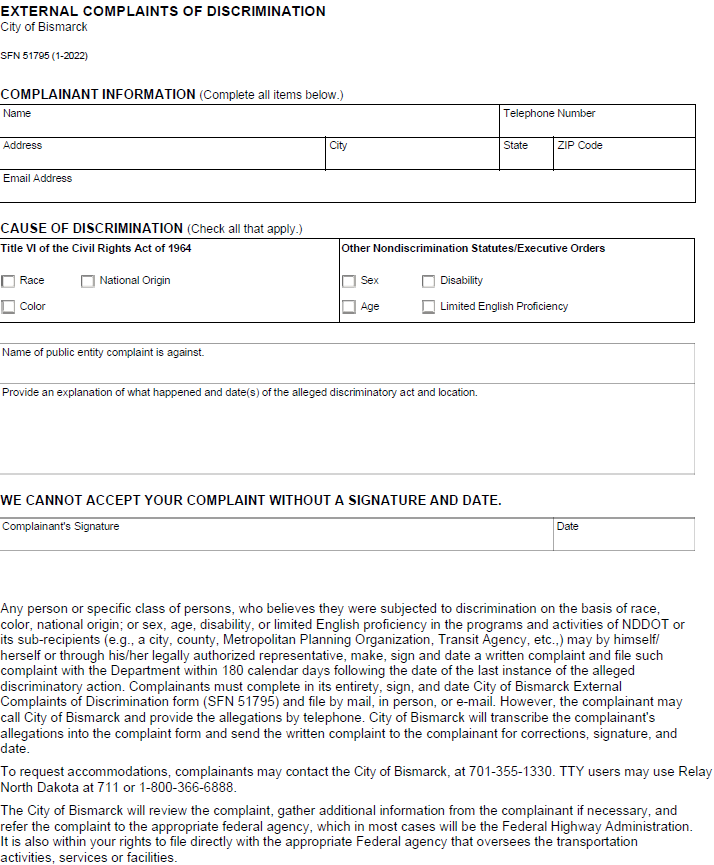 EXTERNAL COMPLAINTS OF DISCRIMINATION
City of Bismarck
SFN 51795 (1-2022)
COMPLAINANT INFORMATION (Complete all items below.)
Name Telephone Number
Address City State ZIP Code
Email Address
CAUSE OF DISCRIMINATION (Check all that apply.)
Title VI of the Civil Rights Act of 1964 Other Nondiscrimination Statutes/Executive Orders
Race National Origin Sex Disability
Color Age Limited English Proficiency
Name of public entity complaint is against.
Provide an explanation of what happened and date(s) of the alleged discriminatory act and location.
WE CANNOT ACCEPT YOUR COMPLAINT WITHOUT A SIGNATURE AND DATE.
Complainant's Signature Date
Any person or specific class of persons, who believes they were subjected to discrimination on the basis of race,
color, national origin; or sex, age, disability, or limited English proficiency in the programs and activities of NDDOT or
its sub-recipients (e.g., a city, county, Metropolitan Planning Organization, Transit Agency, etc.,) may by himself/
herself or through his/her legally authorized representative, make, sign and date a written complaint and file such
complaint with the Department within 180 calendar days following the date of the last instance of the alleged
discriminatory action. Complainants must complete in its entirety, sign, and date City of Bismarck External
Complaints of Discrimination form (SFN 51795) and file by mail, in person, or e-mail. However, the complainant may
call City of Bismarck and provide the allegations by telephone. City of Bismarck will transcribe the complainant's
allegations into the complaint form and send the written complaint to the complainant for corrections, signature, and
date.
To request accommodations, complainants may contact the City of Bismarck, at 701-355-1330. TTY users may use Relay
North Dakota at 711 or 1-800-366-6888.
The City of Bismarck will review the complaint, gather additional information from the complainant if necessary, and
refer the complaint to the appropriate federal agency, which in most cases will be the Federal Highway Administration.
It is also within your rights to file directly with the appropriate Federal agency that oversees the transportation
activities, services or facilities.